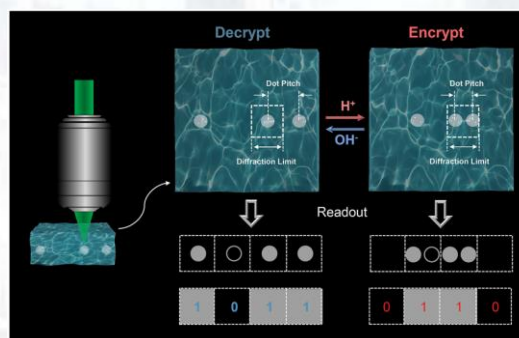 Decrypt
Encrypt
Dot Pitch
Diffraction Limit
H⁺
OH⁻
Dot Pitch
Diffraction Limit
Readout
1 0 1 1
0 1 1 0